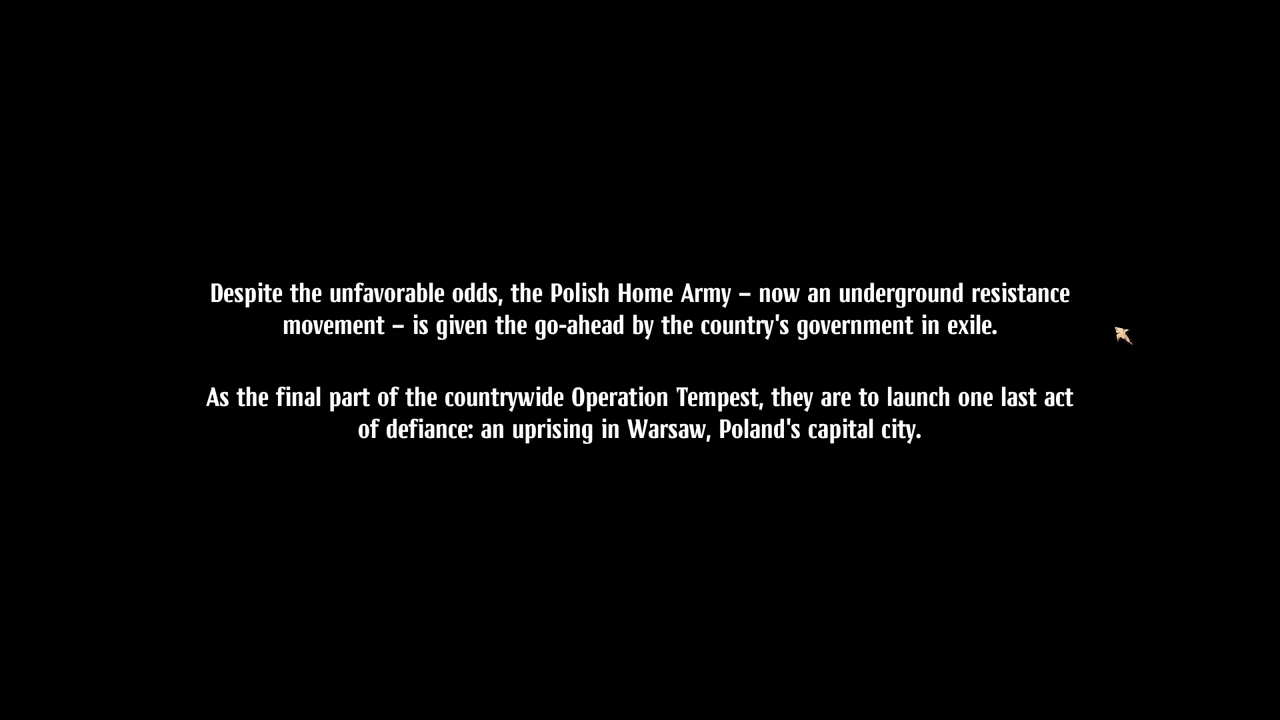 Despite the unfavorable odds, the Polish Home Army – now an underground resistance
movement – is given the go-ahead by the country's government in exile.
As the final part of the countrywide Operation Tempest, they are to launch one last act
of defiance: an uprising in Warsaw, Poland's capital city.